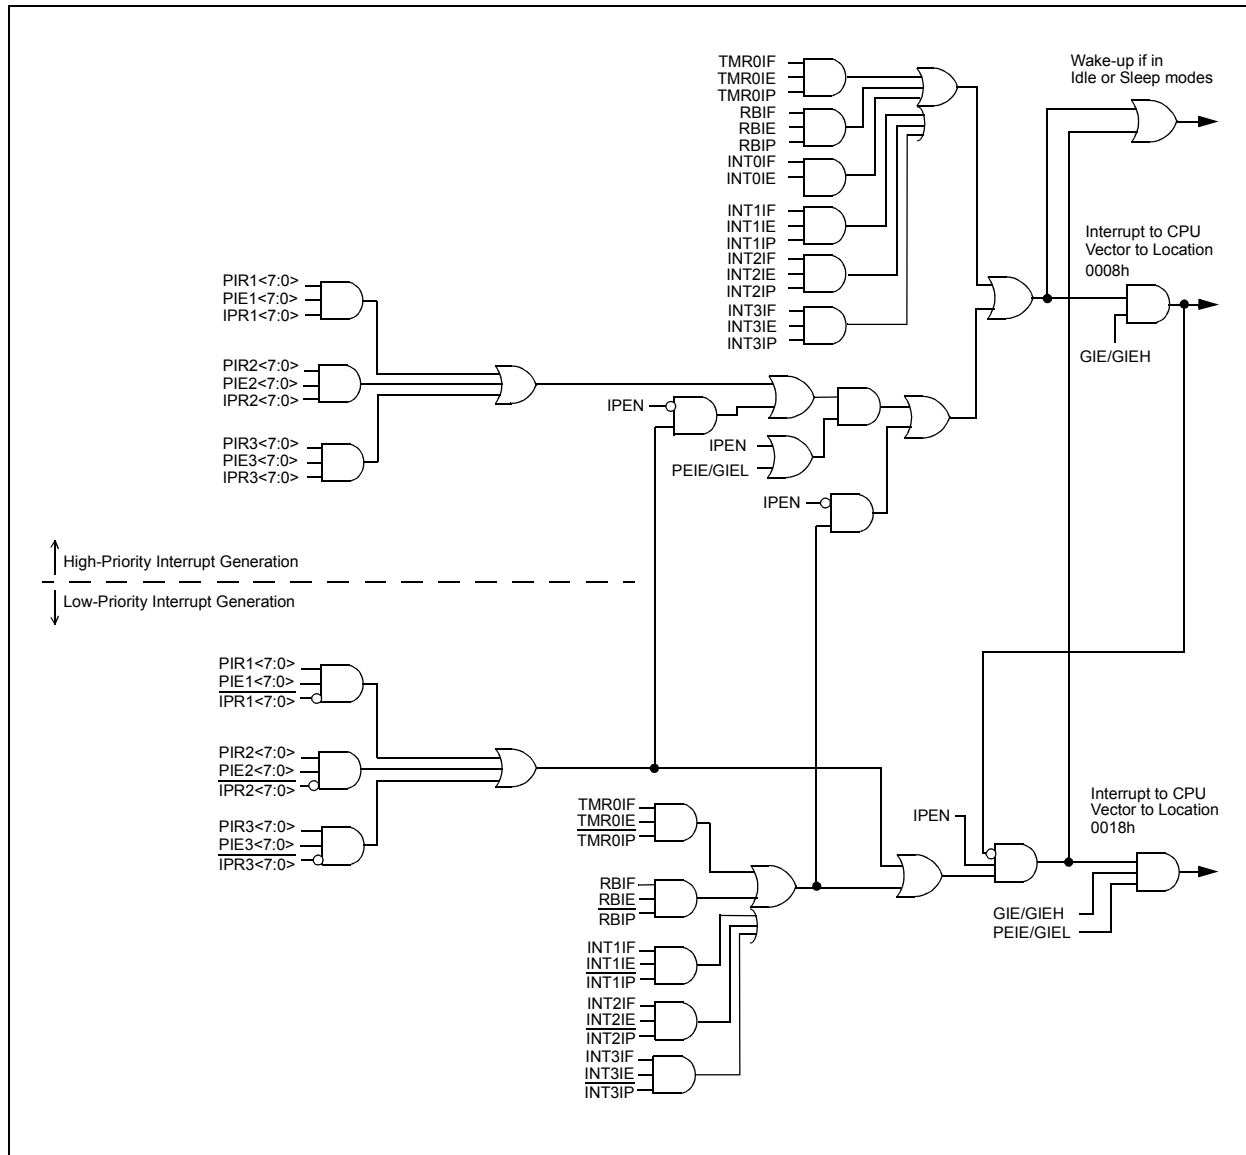 TMR0IF
TMR0IE
TMR0IP
RBIF
RBIE
RBIP
INT0IF
INT0IE
INT1IF
INT1IE
INT1IP
INT2IF
INT2IE
INT2IP
INT3IF
INT3IE
INT3IP
Wake-up if in
Idle or Sleep modes
Interrupt to CPU
Vector to Location
0008h
GIE/GIEH
PIR1<7:0>
PIE1<7:0>
IPR1<7:0>
PIR2<7:0>
PIE2<7:0>
IPR2<7:0>
PIR3<7:0>
PIE3<7:0>
IPR3<7:0>
IPEN
IPEN
PEIE/GIEL
IPEN
High-Priority Interrupt Generation
Low-Priority Interrupt Generation
PIR1<7:0>
PIE1<7:0>
IPR1<7:0>
PIR2<7:0>
PIE2<7:0>
IPR2<7:0>
PIR3<7:0>
PIE3<7:0>
IPR3<7:0>
TMR0IF
TMR0IE
TMR0IP
RBIF
RBIE
RBIP
INT1IF
INT1IE
INT1IP
INT2IF
INT2IE
INT2IP
INT3IF
INT3IE
INT3IP
IPEN
Interrupt to CPU
Vector to Location
0018h
GIE/GIEH
PEIE/GIEL